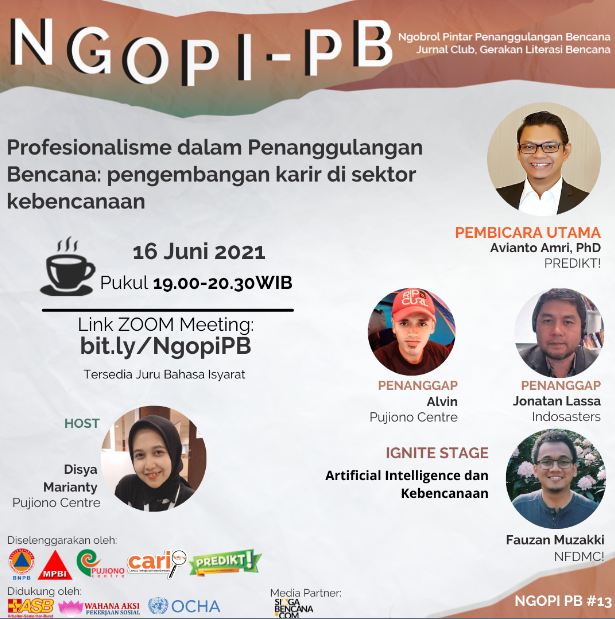 NGOPI-PB
Ngobrol Pintar Penanggulangan Bencana
Jurnal Club, Gerakan Literasi Bencana
Profesionalisme dalam Penanggulangan
Bencana: pengembangan karir di sektor
kebencanaan
16 Juni 2021
Pukul 19.00-20.30WIB
Link ZOOM Meeting:
bit.ly/NgopiPB
Tersedia Juru Bahasa Isyarat
PEMBICARA UTAMA
Avianto Amri, PhD
PREDIKT!
RIP CURL
PENANGGAP
Alvin
Pujiono Centre
PENANGGAP
Jonatan Lassa
Indosasters
HOST
Disya
Marianty
Pujiono Centre
IGNITE STAGE
Artificial Intelligence dan
Kebencanaan
Fauzan Muzakki
NFDMC!
Diselenggarakan oleh:
BNPB
MPBI
PUJIONO
centre
cari
PREDIKT!
Didukung oleh:
ASB
WAHANA AKSI
PEKERJAAN SOSIAL
OCHA
Media Partner:
SIAGA
BENCANA
.COM
NGOPI PB #13